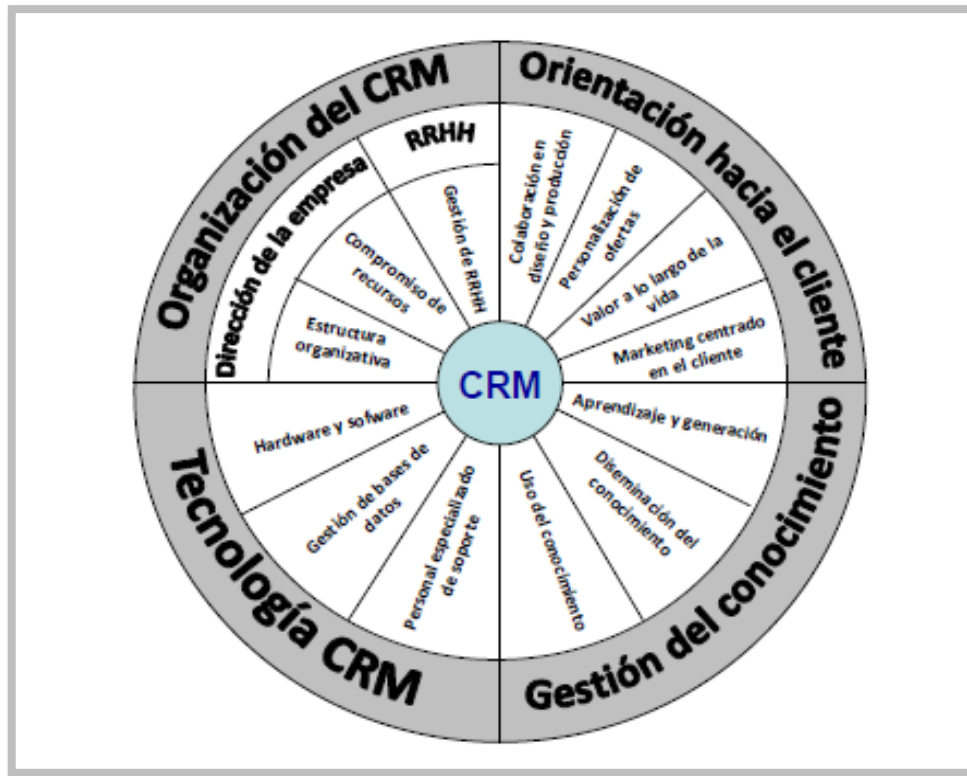 Organización del CRM
Orientación hacia el cliente
Gestión del conocimiento
Tecnología CRM
Dirección de la empresa
RRHH
Estructura
organizativa
Compromiso de
recursos
Gestión de RRHH
Colaboración en
diseño y producción
Personalización de
ofertas
Valor a lo largo de la
vida
Marketing centrado
en el cliente
Aprendizaje y generación
Diseminación del
conocimiento
Uso del conocimiento
Personal especializado
de soporte
Gestión de bases de
datos
Hardware y sofware
CRM